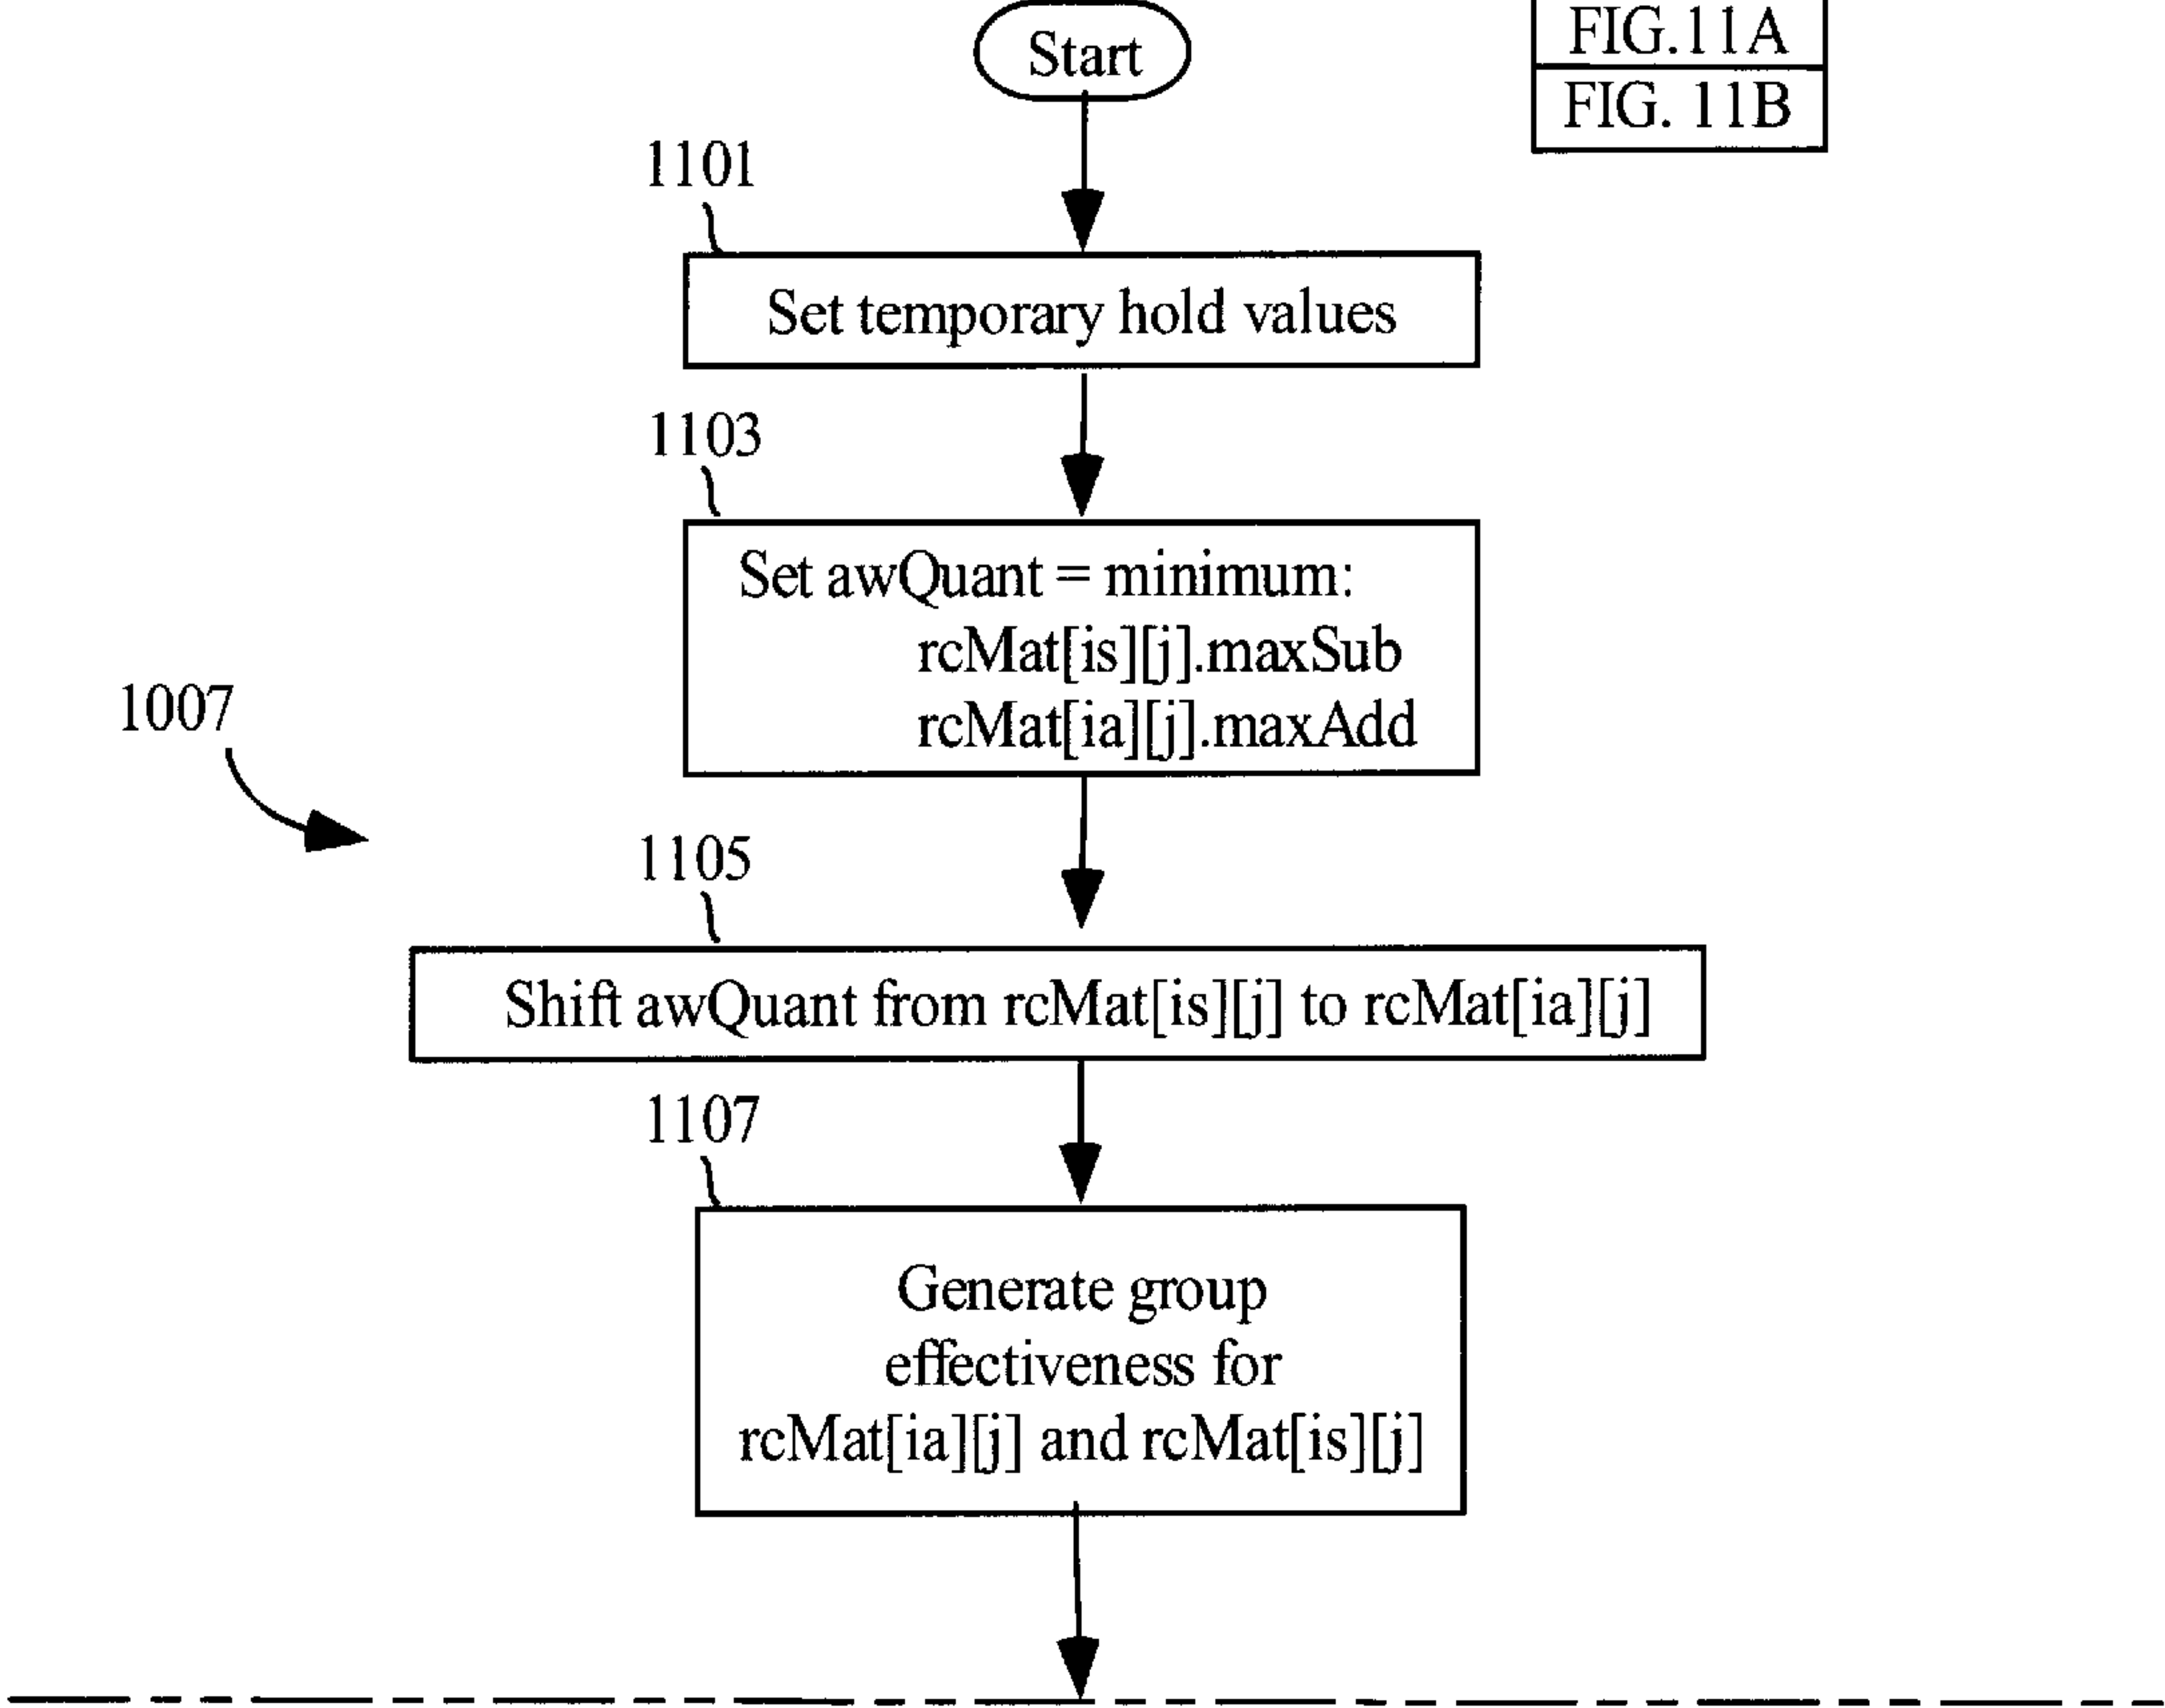 Start
FIG.11A
FIG. 11B
1101
Set temporary hold values
1103
Set awQuant = minimum:
rcMat[is][j].maxSub
rcMat[ia][j].maxAdd
1007
1105
Shift awQuant from rcMat[is][j] to rcMat[ia][j]
1107
Generate group
effectiveness for
rcMat[ia][j] and rcMat[is][j]